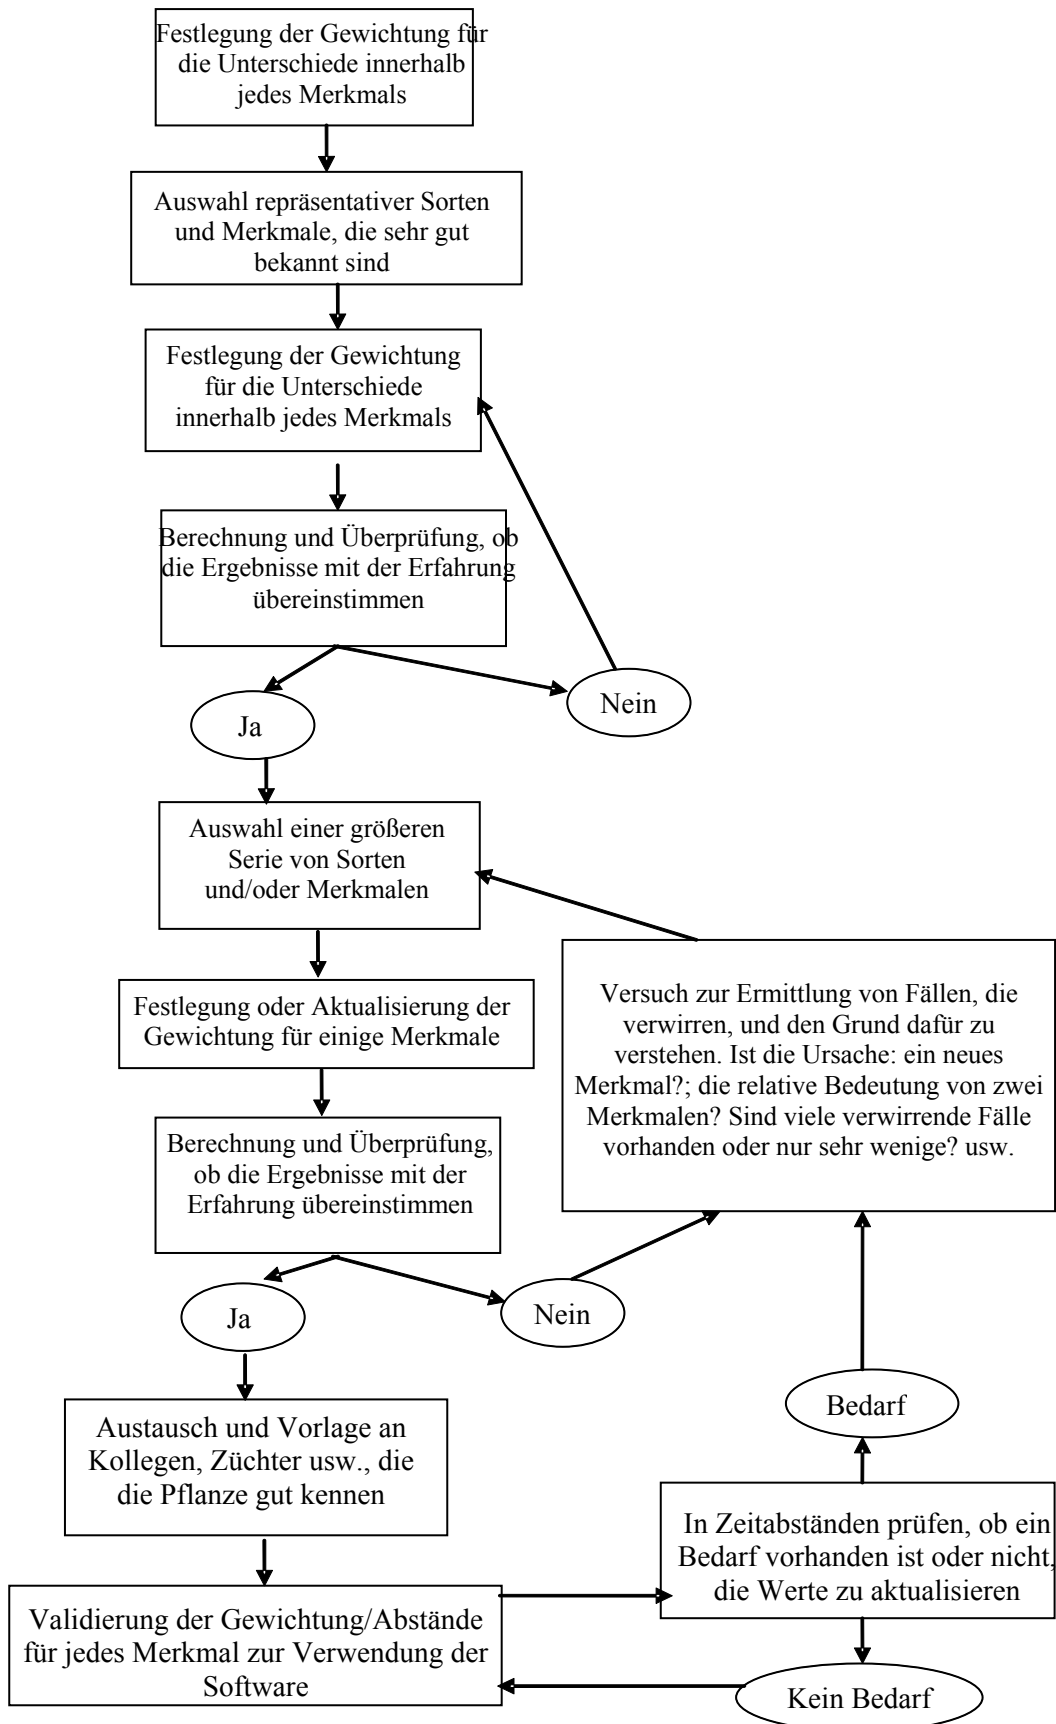 Festlegung der Gewichtung für
die Unterschiede innerhalb
jedes Merkmals
Auswahl repräsentativer Sorten
und Merkmale, die sehr gut
bekannt sind
Festlegung der Gewichtung
für die Unterschiede
innerhalb jedes Merkmals
Berechnung und Überprüfung, ob
die Ergebnisse mit der Erfahrung
übereinstimmen
Nein
Ja
Auswahl einer größeren
Serie von Sorten
und/oder Merkmalen
Festlegung oder Aktualisierung der
Gewichtung für einige Merkmale
Versuch zur Ermittlung von Fällen, die
verwirren, und den Grund dafür zu
verstehen. Ist die Ursache: ein neues
Merkmal?; die relative Bedeutung von zwei
Merkmalen? Sind viele verwirrende Fälle
vorhanden oder nur sehr wenige? usw.
Berechnung und Überprüfung,
ob die Ergebnisse mit der
Erfahrung übereinstimmen
Ja
Nein
Bedarf
Austausch und Vorlage an
Kollegen, Züchter usw., die
die Pflanze gut kennen
In Zeitabständen prüfen, ob ein
Bedarf vorhanden ist oder nicht,
die Werte zu aktualisieren
Validierung der Gewichtung/Abstände
für jedes Merkmal zur Verwendung der
Software
Kein Bedarf